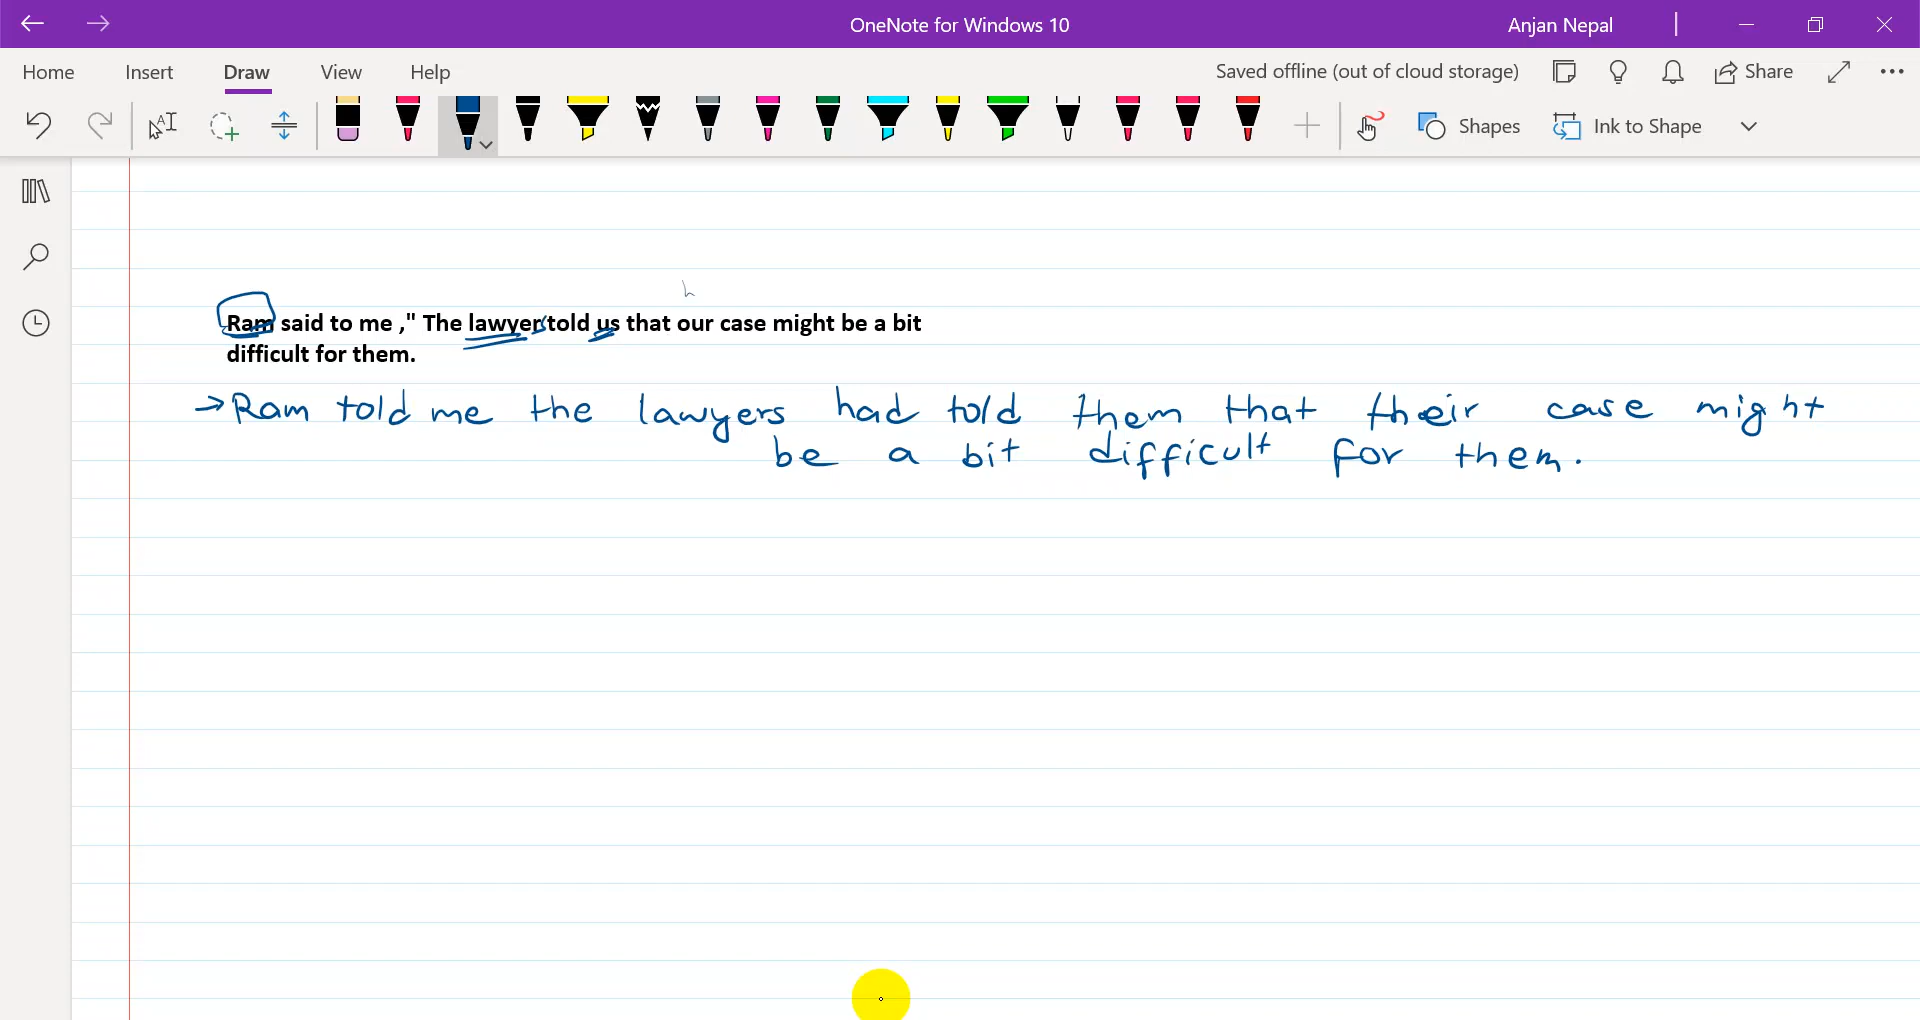 OneNote for Windows 10
Anjan Nepal
Home Insert Draw View Help
Saved offline (out of cloud storage)
Share
Shapes
Ink to Shape
Ram said to me ," The lawyers told us that our case might be a bit
difficult for them.
→Ram told me the lawyers had told them that their case might
be a bit difficult for them.